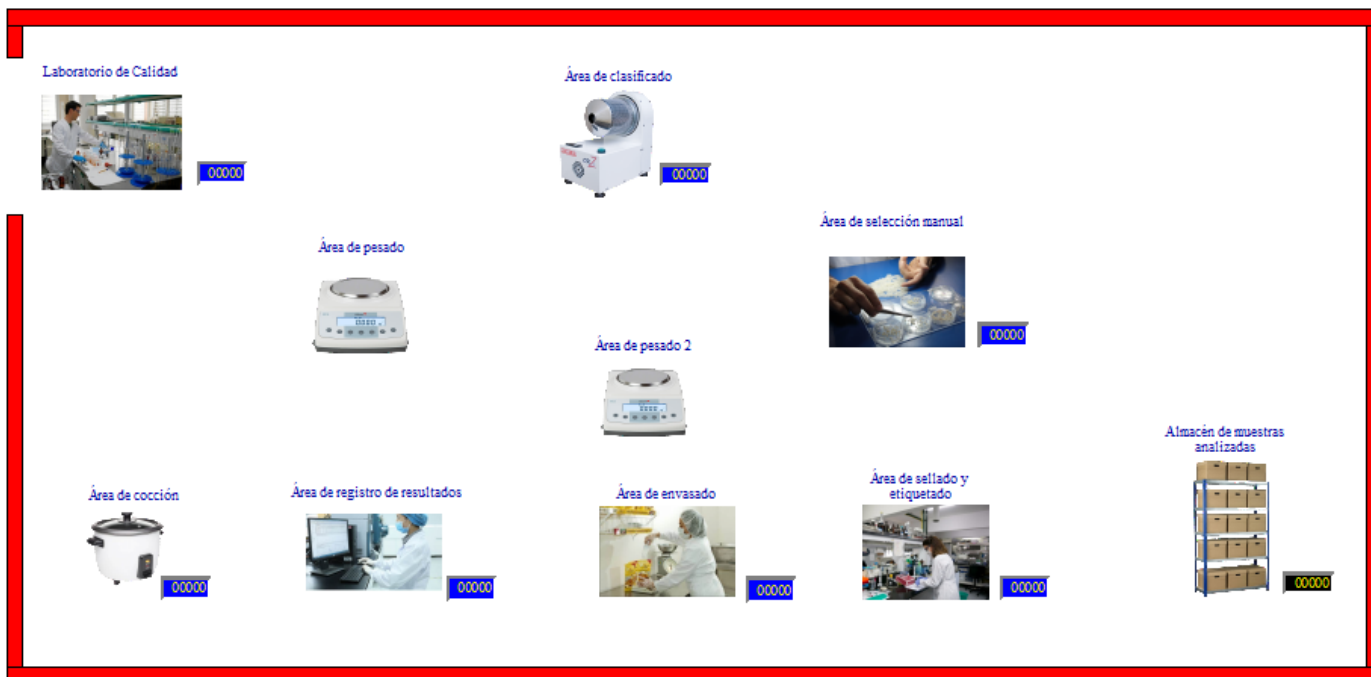 Laboratorio de Calidad
00000
Área de clasificado
00000
Área de selección manual
00000
Área de pesado
Área de pesado 2
Almacén de muestras
analizadas
00000
Área de cocción
00000
Área de registro de resultados
00000
Área de envasado
00000
Área de sellado y
etiquetado
00000